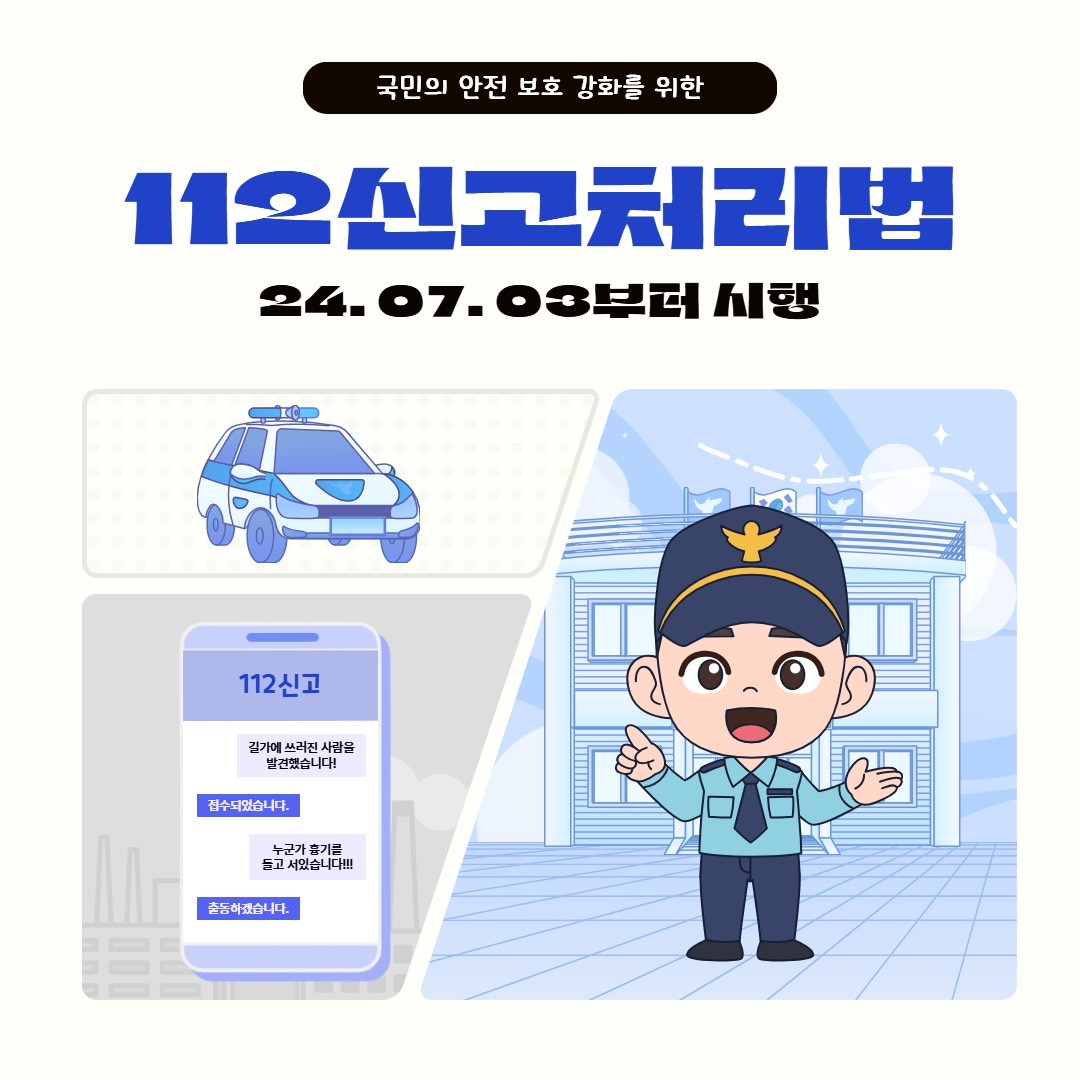 국민의 안전 보호 강화를 위한
112신고처리법
24. 07. 03부터 시행
112신고
길가에 쓰러진 사람을
발견했습니다!
접수되었습니다.
누군가 흉기를
들고 서있습니다!!!
출동하겠습니다.